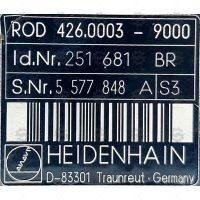 ROD 426.0003 - 9000
Id.Nr. 251 681 BR
S.Nr. 5 577 848 A S3
HEIDENHAIN
D-83301 Traunreut · Germany